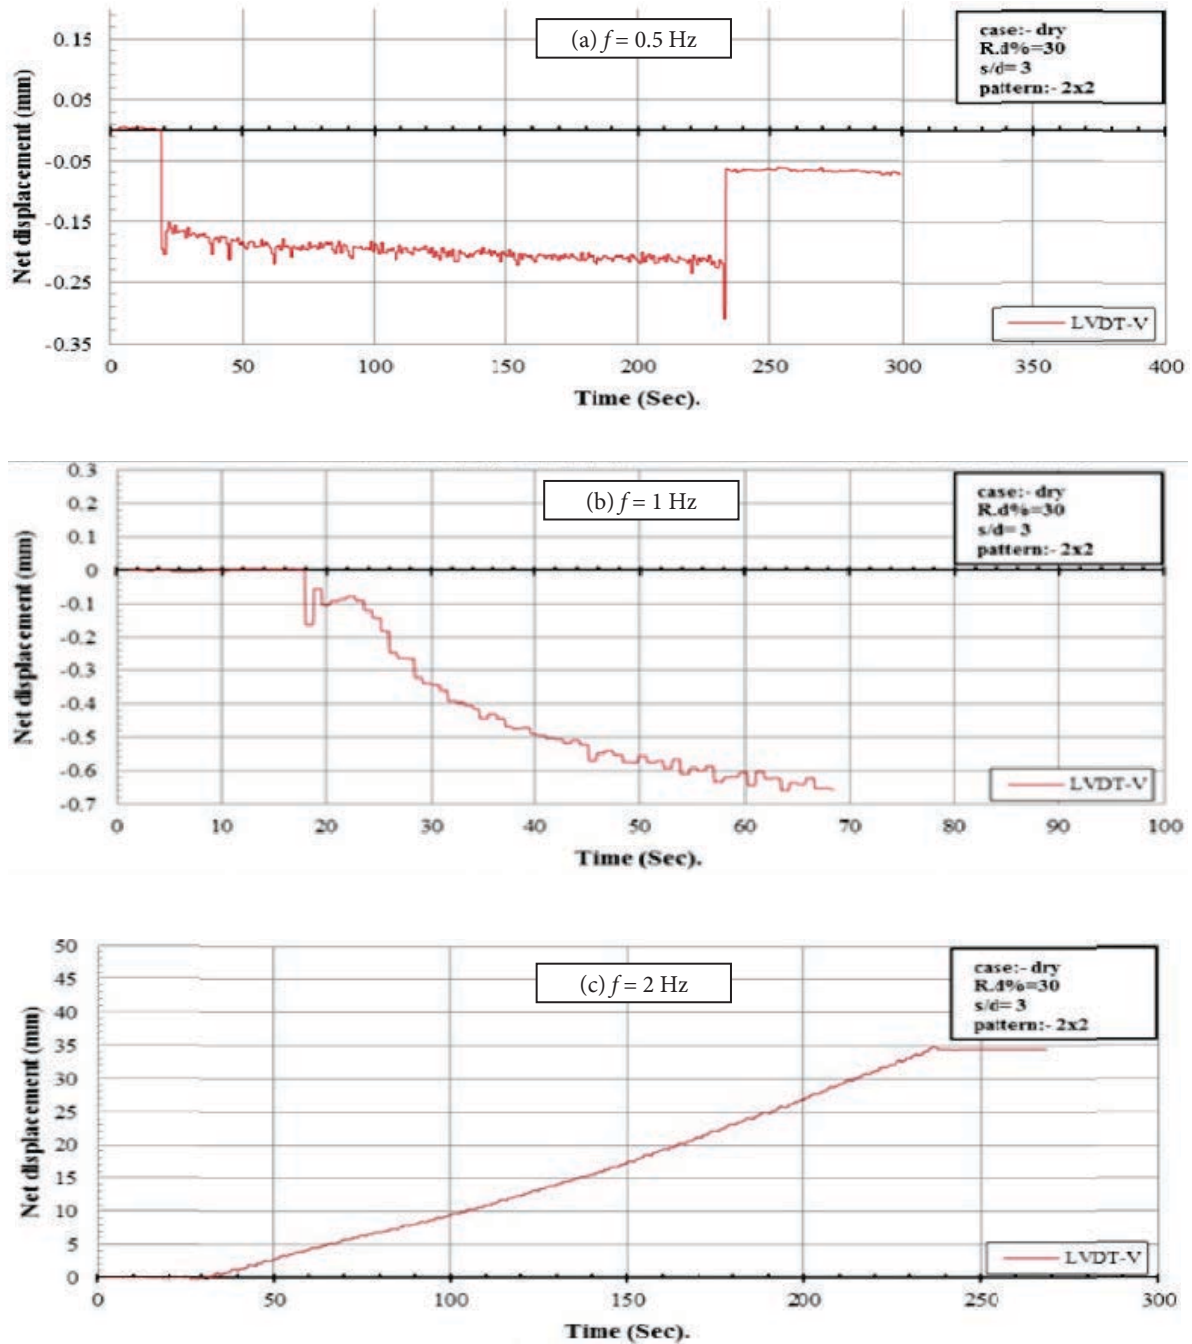 (a) f = 0.5 Hz
case:- dry
R.d%=30
s/d= 3
pattern:- 2x2
Net displacement (mm)
0.15
0.05
-0.05
-0.15
-0.25
-0.35
LVDT-V
0 50 100 150 200 250 300 350 400
Time (Sec).
(b) f = 1 Hz
case:- dry
R.d%=30
s/d= 3
pattern:- 2x2
Net displacement (mm)
0.3
0.2
0.1
0
-0.1
-0.2
-0.3
-0.4
-0.5
-0.6
-0.7
LVDT-V
0 10 20 30 40 50 60 70 80 90 100
Time (Sec).
(c) f = 2 Hz
case:- dry
R.d%=30
s/d= 3
pattern:- 2x2
Net displacement (mm)
50
45
40
35
30
25
20
15
10
5
0
LVDT-V
0 50 100 150 200 250 300
Time (Sec).